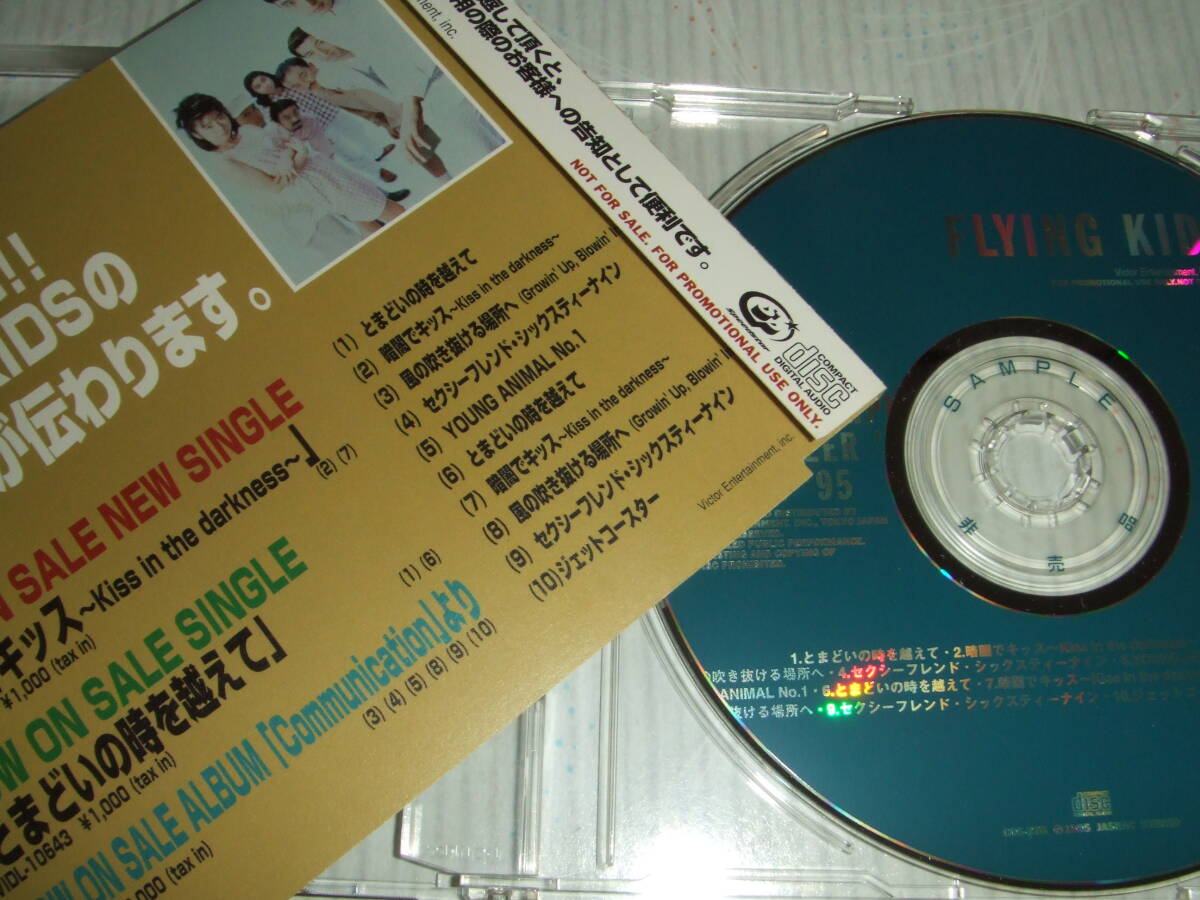 !!
KIDSの
が伝わります。
N SALE NEW SINGLE
キッス～Kiss in the darkness～」(2) (7)
¥1,000 (tax in)
W ON SALE SINGLE
とまどいの時を越えて」(1) (6)
VIDL-10643 ¥1,000 (tax in)
W ON SALE ALBUM「Communication」より
(3) (4) (5) (8) (9) (10)
000 (tax in)
(1) とまどいの時を越えて
(2) 暗闇でキッス～Kiss in the darkness～
(3) 風の吹き抜ける場所へ (Growin' Up, Blowin'
(4) セクシーフレンド・シックスティーナイン
(5) YOUNG ANIMAL No.1
(6) とまどいの時を越えて
(7) 暗闇でキッス～Kiss in the darkness～
(8) 風の吹き抜ける場所へ (Growin' Up, Blowin'
(9) セクシーフレンド・シックスティーナイン
(10) ジェットコースター
Victor Entertainment, inc.
ment, inc.
して頂くと、
用の際のお客様への告知として便利です。
NOT FOR SALE. FOR PROMOTIONAL USE ONLY.
COMPACT
disc
DIGITAL AUDIO
FLYING KID
Victor Entertainment,
SAMPLE
非売品
95
1.とまどいの時を越えて・2.暗闇でキッス～Kiss in the darkness
の吹き抜ける場所へ・4.セクシーフレンド・シックスティーナイン
ANIMAL No.1・6.とまどいの時を越えて・7.暗闇でキッス～Kiss in the
抜ける場所へ・9.セクシーフレンド・シックスティーナイン
disc